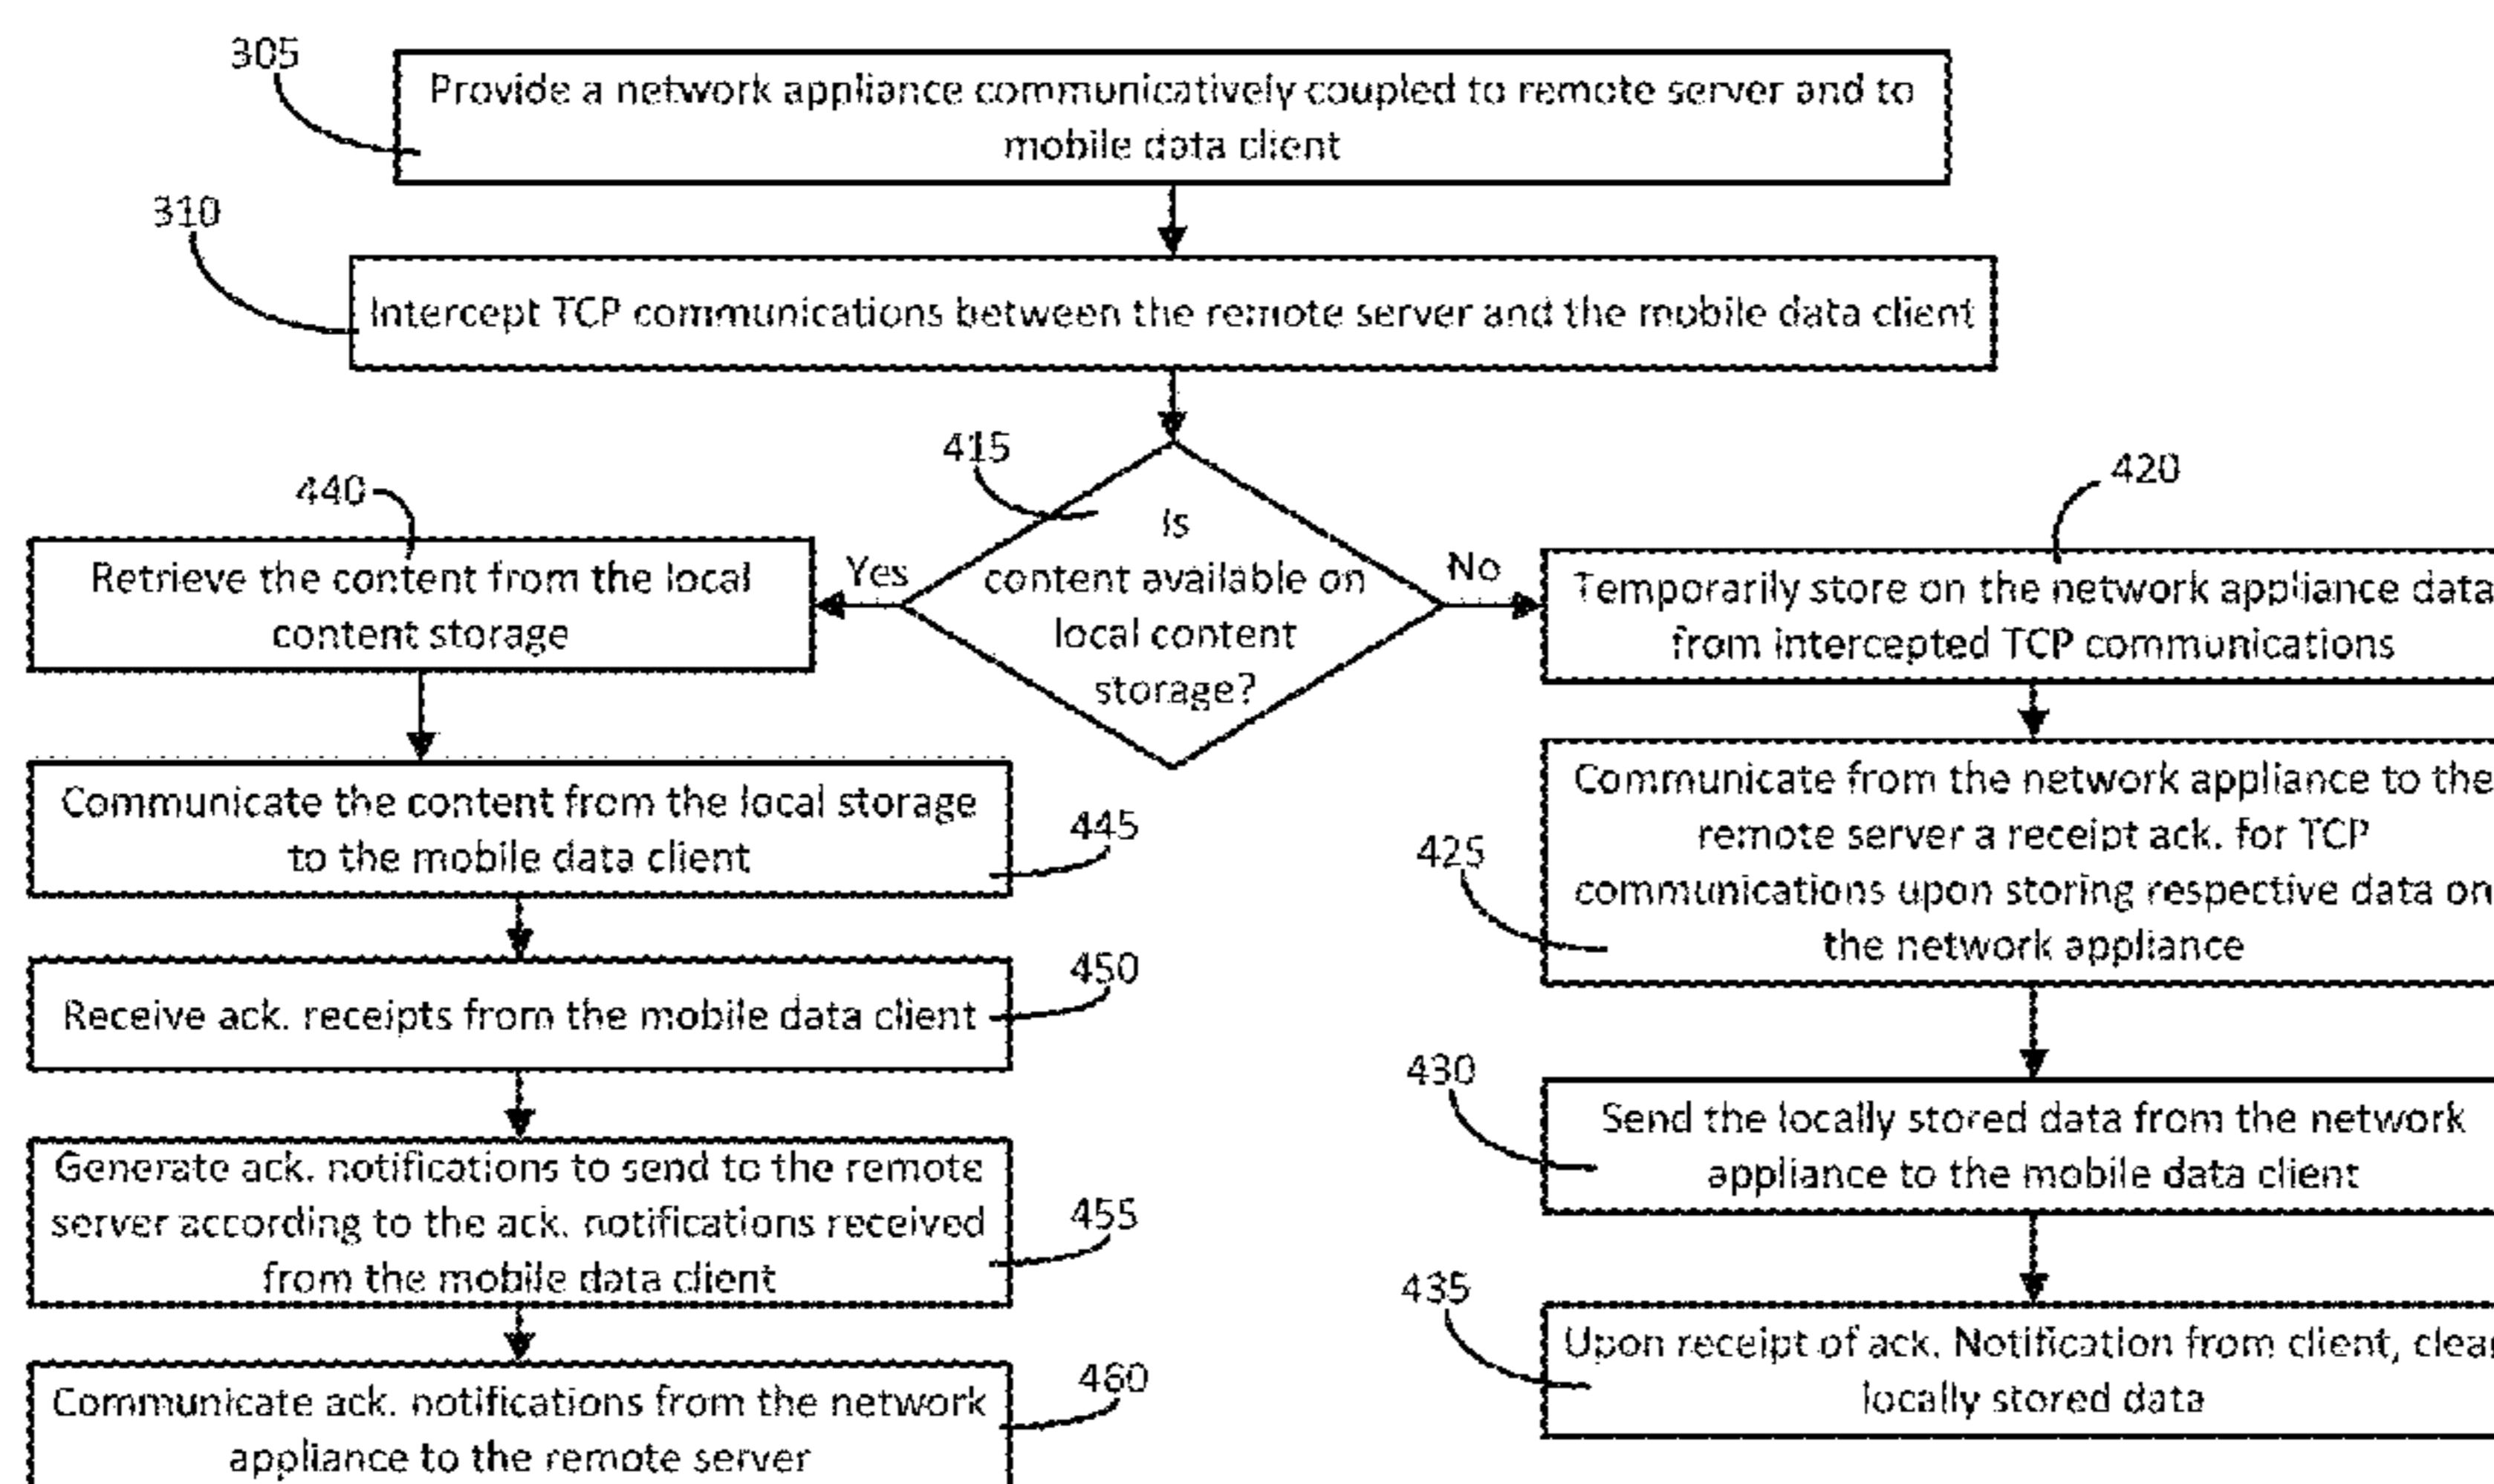 305
Provide a network appliance communicatively coupled to remote server and to
mobile data client
310
Intercept TCP communications between the remote server and the mobile data client
415
Is
content available on
local content
storage?
Yes
No
440
Retrieve the content from the local
content storage
Communicate the content from the local storage
to the mobile data client
445
Receive ack. receipts from the mobile data client
450
Generate ack. notifications to send to the remote
server according to the ack. notifications received
from the mobile data client
455
Communicate ack. notifications from the network
appliance to the remote server
460
420
Temporarily store on the network appliance data
from intercepted TCP communications
Communicate from the network appliance to the
remote server a receipt ack. for TCP
communications upon storing respective data on
the network appliance
425
430
Send the locally stored data from the network
appliance to the mobile data client
435
Upon receipt of ack. Notification from client, clear
locally stored data